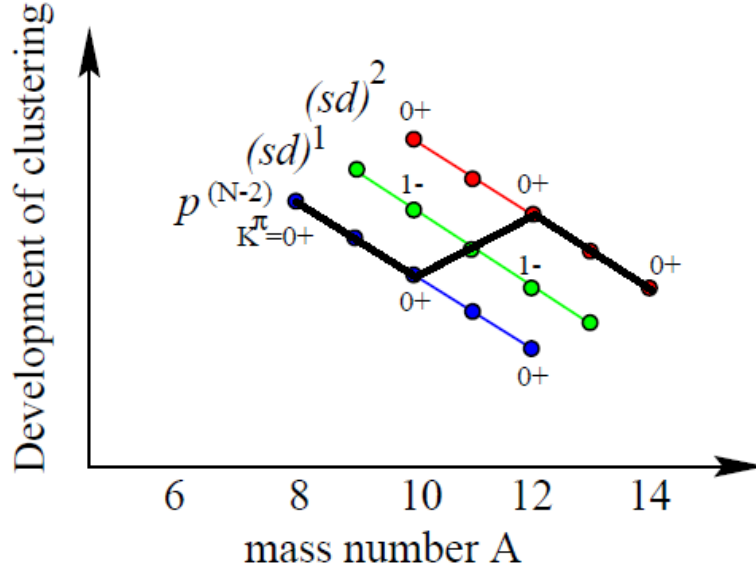 Development of clustering
(sd)²
0+
(sd)¹
1-
0+
p⁽ᴺ⁻²⁾
Kπ=0+
1-
0+
0+
0+
6 8 10 12 14
mass number A